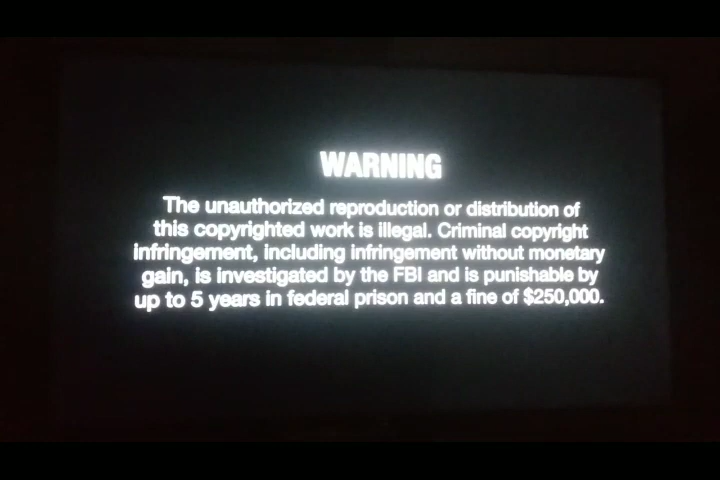 WARNING
The unauthorized reproduction or distribution of
this copyrighted work is illegal. Criminal copyright
infringement, including infringement without monetary
gain, is investigated by the FBI and is punishable by
up to 5 years in federal prison and a fine of $250,000.